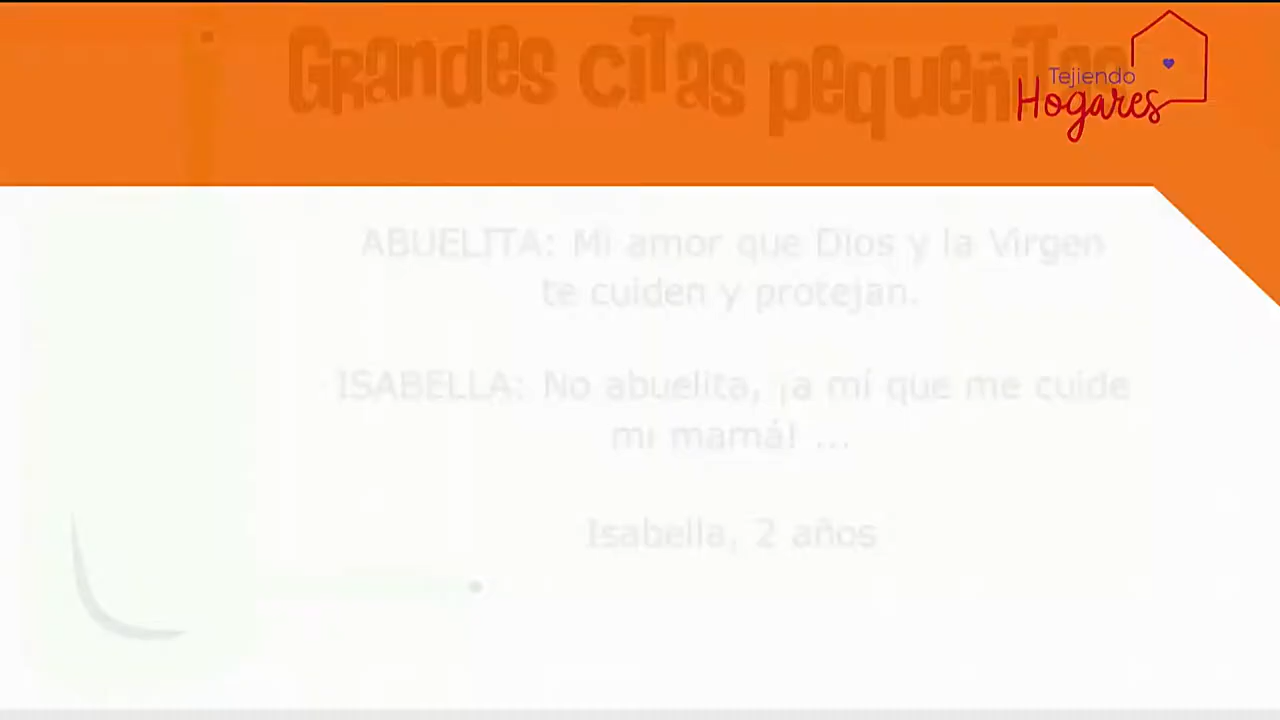 Grandes citas pequeñitas
Tejiendo
Hogares
ABUELITA: Mi amor que Dios y la Virgen
te cuiden y protejan.
ISABELLA: No abuelita, ¡a mí que me cuide
mi mamá! ...
Isabella, 2 años